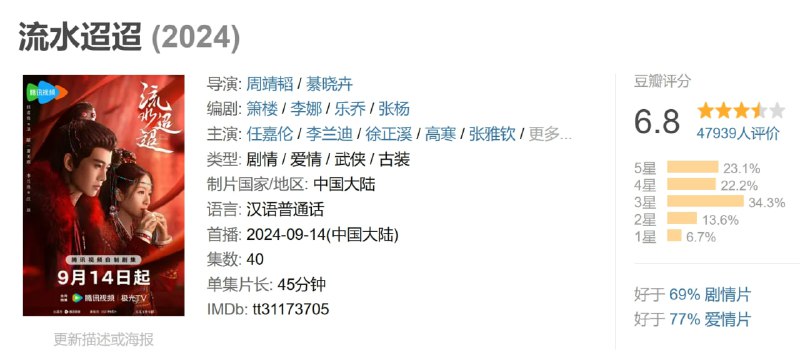 流水迢迢 (2024)
腾讯视频
流水迢迢
腾讯视频自制剧集
9月14日起
腾讯视频 极光TV
更新描述或海报
导演: 周靖韬 / 綦晓卉
编剧: 箫楼 / 李娜 / 乐乔 / 张杨
主演: 任嘉伦 / 李兰迪 / 徐正溪 / 高寒 / 张雅钦 / 更多...
类型: 剧情 / 爱情 / 武侠 / 古装
制片国家/地区: 中国大陆
语言: 汉语普通话
首播: 2024-09-14(中国大陆)
集数: 40
单集片长: 45分钟
IMDb: tt31173705
豆瓣评分
6.8
47939人评价
5星 23.1%
4星 22.2%
3星 34.3%
2星 13.6%
1星 6.7%
好于 69% 剧情片
好于 77% 爱情片